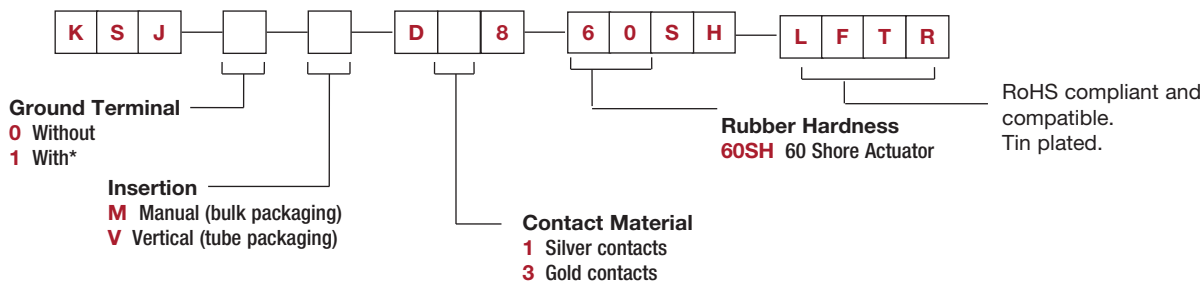 K S J D 8 6 0 S H L F T R
Ground Terminal
0 Without
1 With*
Insertion
M Manual (bulk packaging)
V Vertical (tube packaging)
Contact Material
1 Silver contacts
3 Gold contacts
Rubber Hardness
60SH 60 Shore Actuator
RoHS compliant and
compatible.
Tin plated.